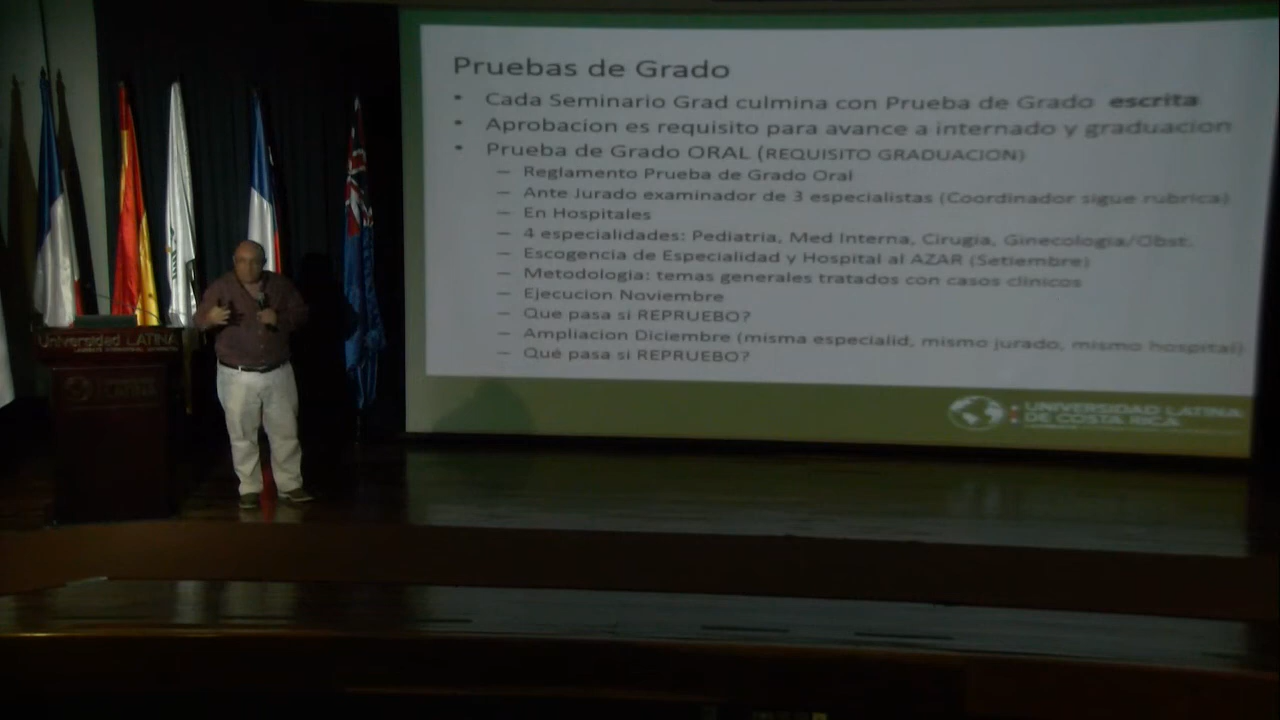 Pruebas de Grado
• Cada Seminario Grad culmina con Prueba de Grado escrita
• Aprobacion es requisito para avance a internado y graduacion
• Prueba de Grado ORAL (REQUISITO GRADUACION)
– Reglamento Prueba de Grado Oral
– Ante Jurado examinador de 3 especialistas (Coordinador sigue rubrica)
– En Hospitales
– 4 especialidades: Pediatria, Med Interna, Cirugia, Ginecologia/Obst.
– Escogencia de Especialidad y Hospital al AZAR (Setiembre)
– Metodologia: temas generales tratados con casos clinicos
– Ejecucion Noviembre
– Que pasa si REPRUEBO?
– Ampliacion Diciembre (misma especialid, mismo jurado, mismo hospital)
– Qué pasa si REPRUEBO?
UNIVERSIDAD LATINA
DE COSTA RICA
Universidad LATINA